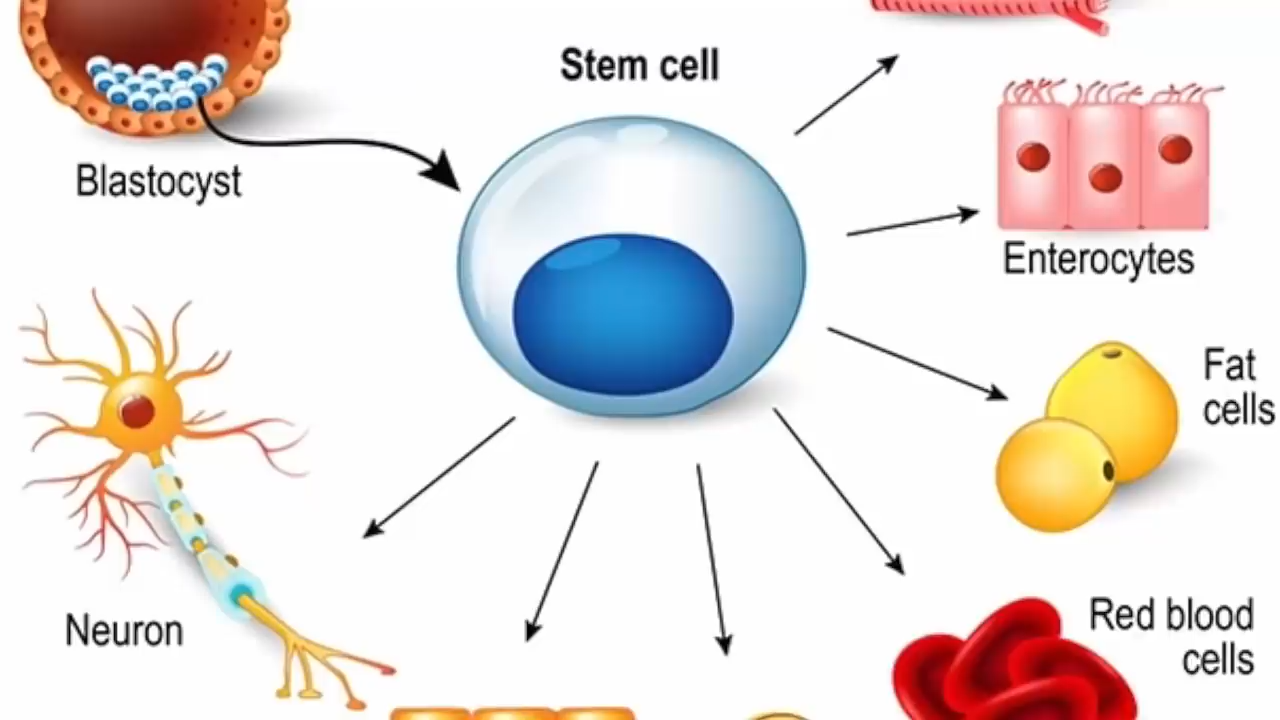 Stem cell
Blastocyst
Enterocytes
Fat
cells
Neuron
Red blood
cells